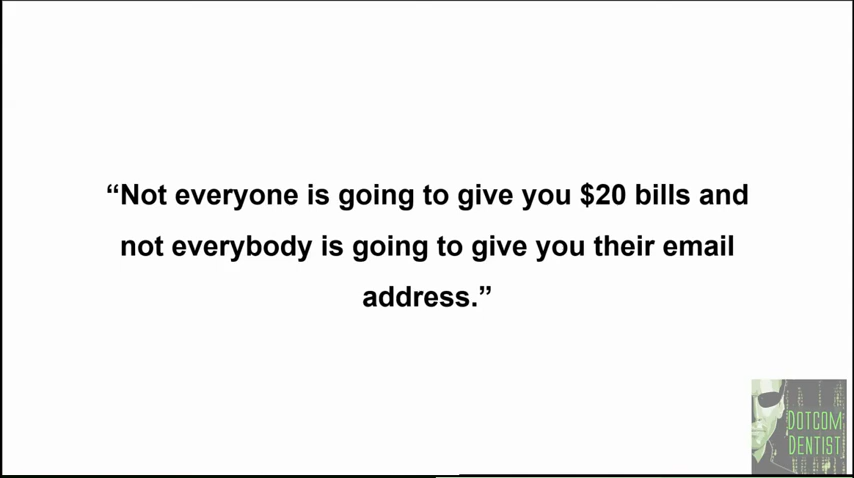 “Not everyone is going to give you $20 bills and
not everybody is going to give you their email
address.”
DOTCOM
DENTIST